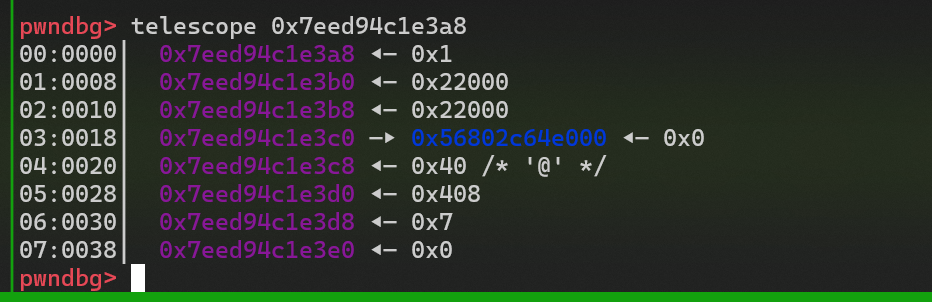 pwndbg> telescope 0x7eed94c1e3a8
00:0000│  0x7eed94c1e3a8 ◂— 0x1
01:0008│  0x7eed94c1e3b0 ◂— 0x22000
02:0010│  0x7eed94c1e3b8 ◂— 0x22000
03:0018│  0x7eed94c1e3c0 —▸ 0x56802c64e000 ◂— 0x0
04:0020│  0x7eed94c1e3c8 ◂— 0x40 /* '@' */
05:0028│  0x7eed94c1e3d0 ◂— 0x408
06:0030│  0x7eed94c1e3d8 ◂— 0x7
07:0038│  0x7eed94c1e3e0 ◂— 0x0
pwndbg>